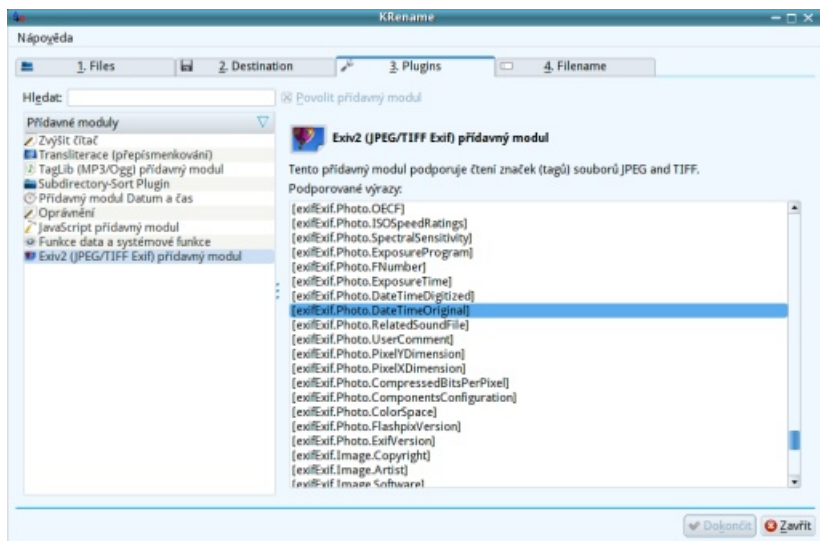 KRename
Nápověda
1. Files
2. Destination
3. Plugins
4. Filename
Hledat:
Povolit přídavný modul
Přídavné moduly
Zvýšit čítač
Transliterace (přepísmenkování)
TagLib (MP3/Ogg) přídavný modul
Subdirectory-Sort Plugin
Přídavný modul Datum a čas
Oprávnění
JavaScript přídavný modul
Funkce data a systémové funkce
Exiv2 (JPEG/TIFF Exif) přídavný modul
Exiv2 (JPEG/TIFF Exif) přídavný modul
Tento přídavný modul podporuje čtení značek (tagů) souborů JPEG and TIFF.
Podporované výrazy:
[exifExif.Photo.OECF]
[exifExif.Photo.ISOSpeedRatings]
[exifExif.Photo.SpectralSensitivity]
[exifExif.Photo.ExposureProgram]
[exifExif.Photo.FNumber]
[exifExif.Photo.ExposureTime]
[exifExif.Photo.DateTimeDigitized]
[exifExif.Photo.DateTimeOriginal]
[exifExif.Photo.RelatedSoundFile]
[exifExif.Photo.UserComment]
[exifExif.Photo.PixelYDimension]
[exifExif.Photo.PixelXDimension]
[exifExif.Photo.CompressedBitsPerPixel]
[exifExif.Photo.ComponentsConfiguration]
[exifExif.Photo.ColorSpace]
[exifExif.Photo.FlashpixVersion]
[exifExif.Photo.ExifVersion]
[exifExif.Image.Copyright]
[exifExif.Image.Artist]
[exifExif.Image.Software]
Dokončit
Zavřít